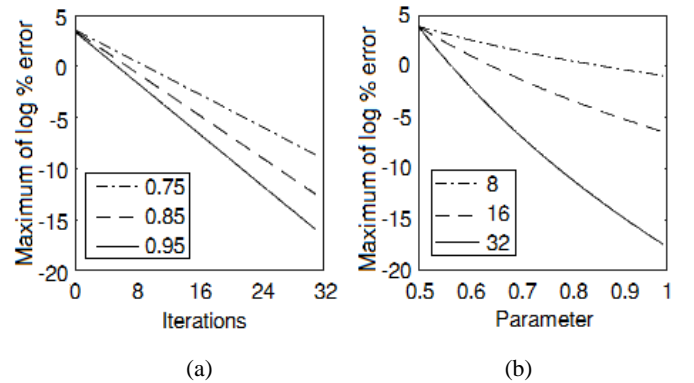 Maximum of log % error
5
0
-5
-10
-15
-20
0.75
0.85
0.95
0 8 16 24 32
Iterations
(a)
Maximum of log % error
5
0
-5
-10
-15
-20
8
16
32
0.5 0.6 0.7 0.8 0.9 1
Parameter
(b)